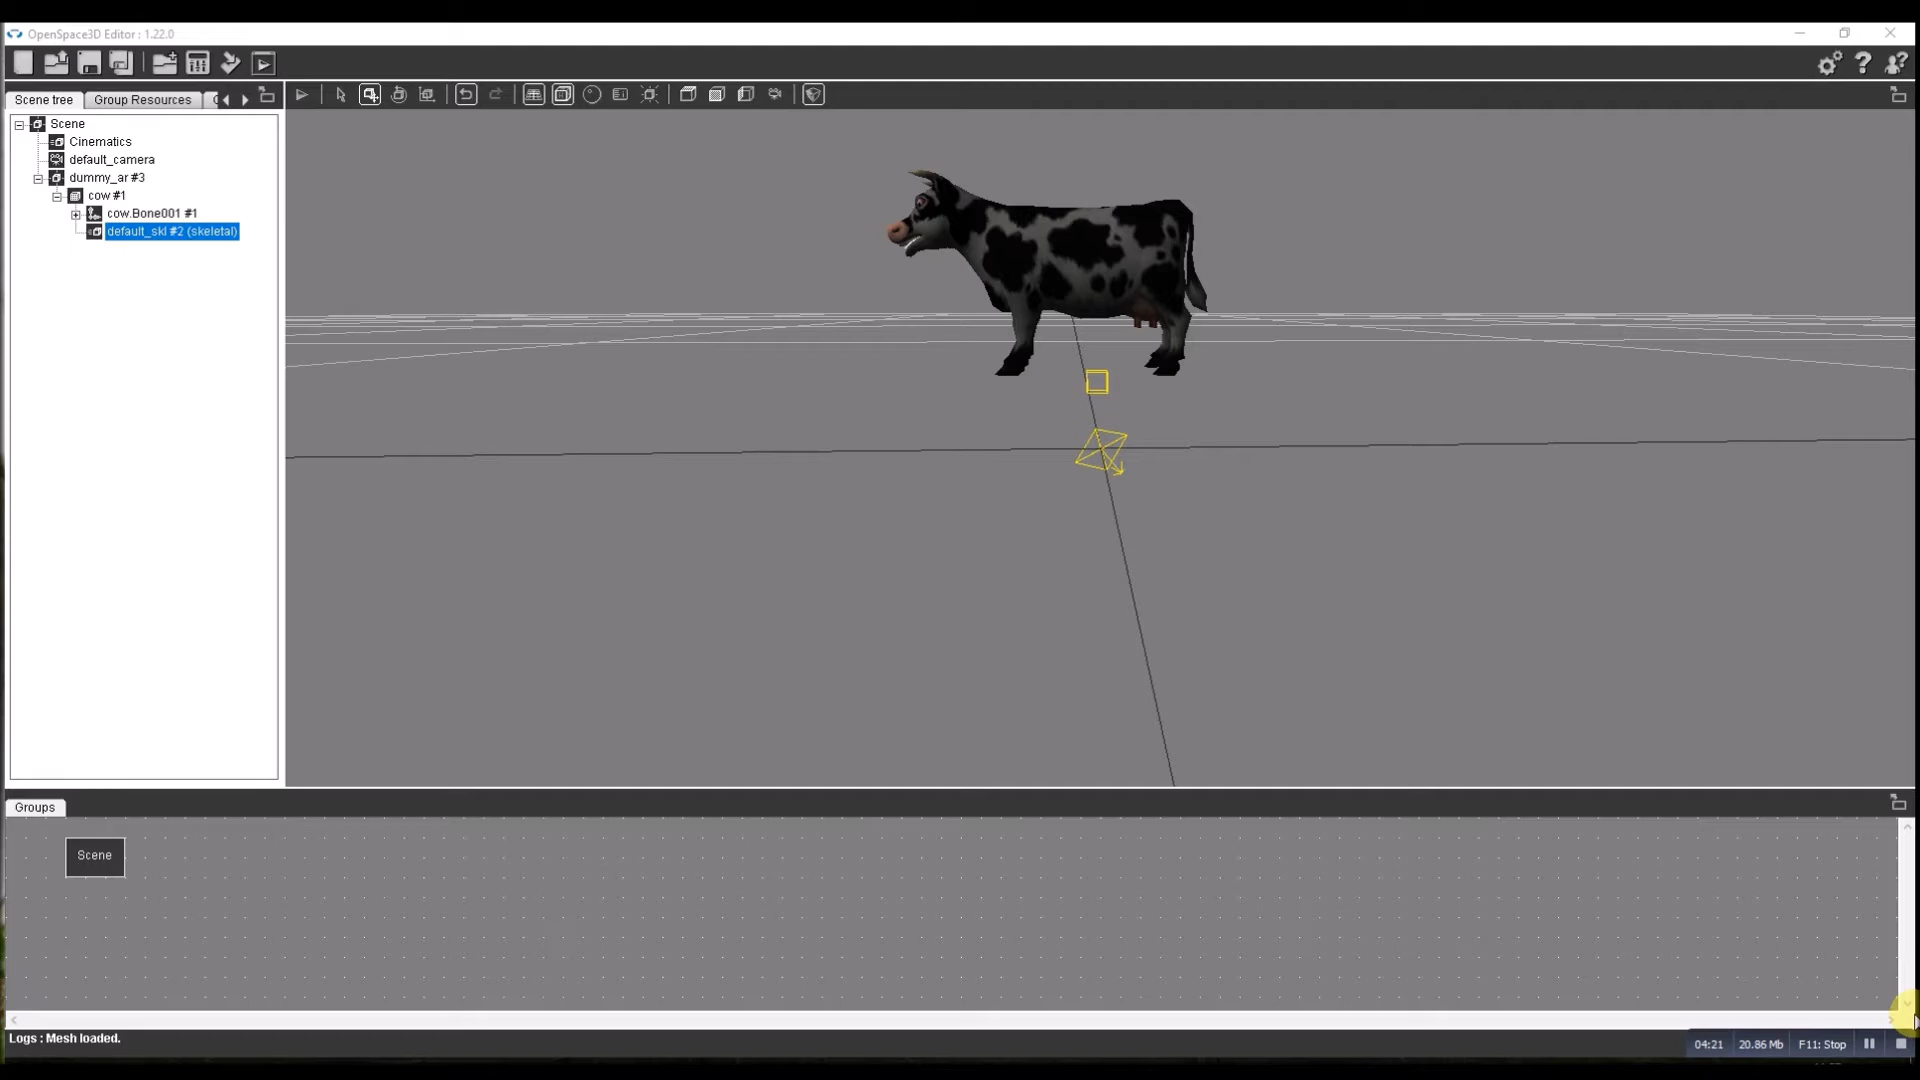 OpenSpace3D Editor : 1.22.0
Scene tree
Group Resources
Scene
Cinematics
default_camera
dummy_ar #3
cow #1
cow.Bone001 #1
default_skl #2 (skeletal)
Groups
Scene
Logs : Mesh loaded.
04:21 20.86 Mb F11: Stop